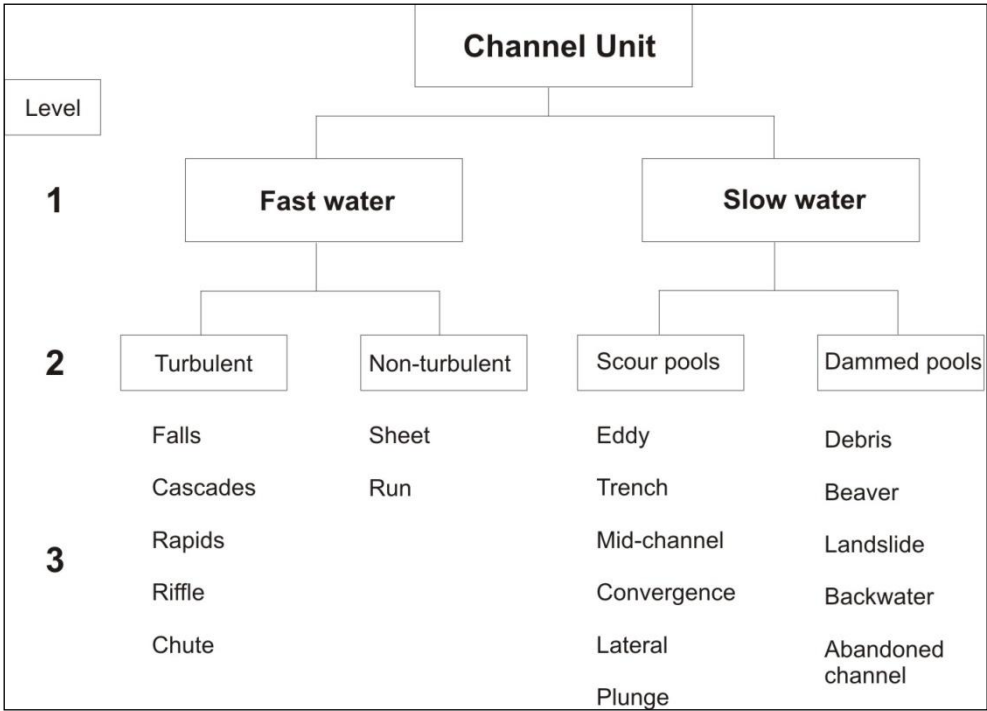 Channel Unit
Level
1
Fast water
Slow water
2
Turbulent
Non-turbulent
Scour pools
Dammed pools
3
Falls
Cascades
Rapids
Riffle
Chute
Sheet
Run
Eddy
Trench
Mid-channel
Convergence
Lateral
Plunge
Debris
Beaver
Landslide
Backwater
Abandoned
channel